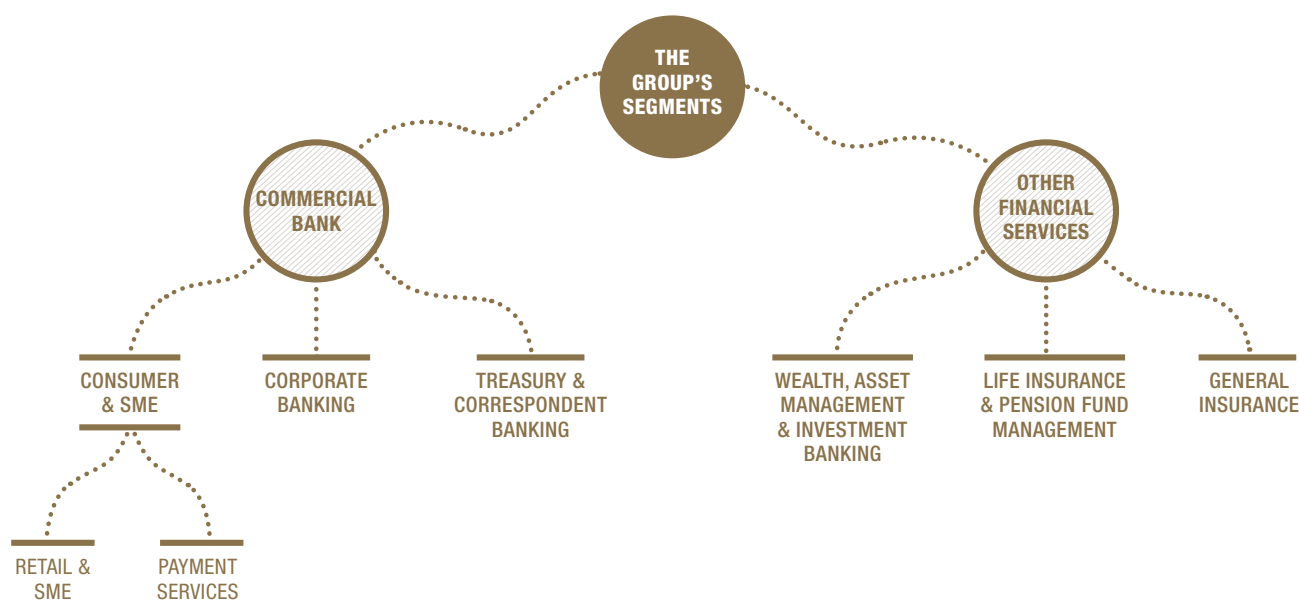 THE
GROUP'S
SEGMENTS
COMMERCIAL
BANK
OTHER
FINANCIAL
SERVICES
CONSUMER
& SME
CORPORATE
BANKING
TREASURY &
CORRESPONDENT
BANKING
WEALTH, ASSET
MANAGEMENT
& INVESTMENT
BANKING
LIFE INSURANCE
& PENSION FUND
MANAGEMENT
GENERAL
INSURANCE
RETAIL &
SME
PAYMENT
SERVICES